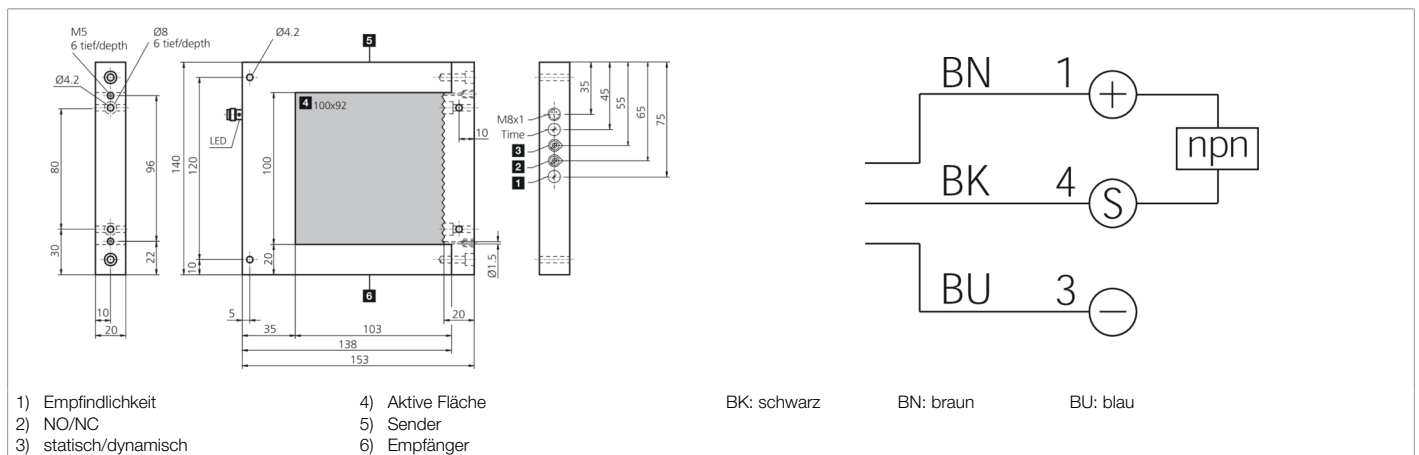 M5
6 tief/depth
Ø8
6 tief/depth
Ø4.2
80
96
30
22
10
20
Ø4.2
5
4 100x92
LED
140
120
100
10
20
10
Ø1.5
6
5
35
103
20
138
153
35
45
55
65
75
M8x1
Time
3
2
1
BN 1 +
npn
BK 4 S
BU 3 −
1) Empfindlichkeit
2) NO/NC
3) statisch/dynamisch
4) Aktive Fläche
5) Sender
6) Empfänger
BK: schwarz BN: braun BU: blau